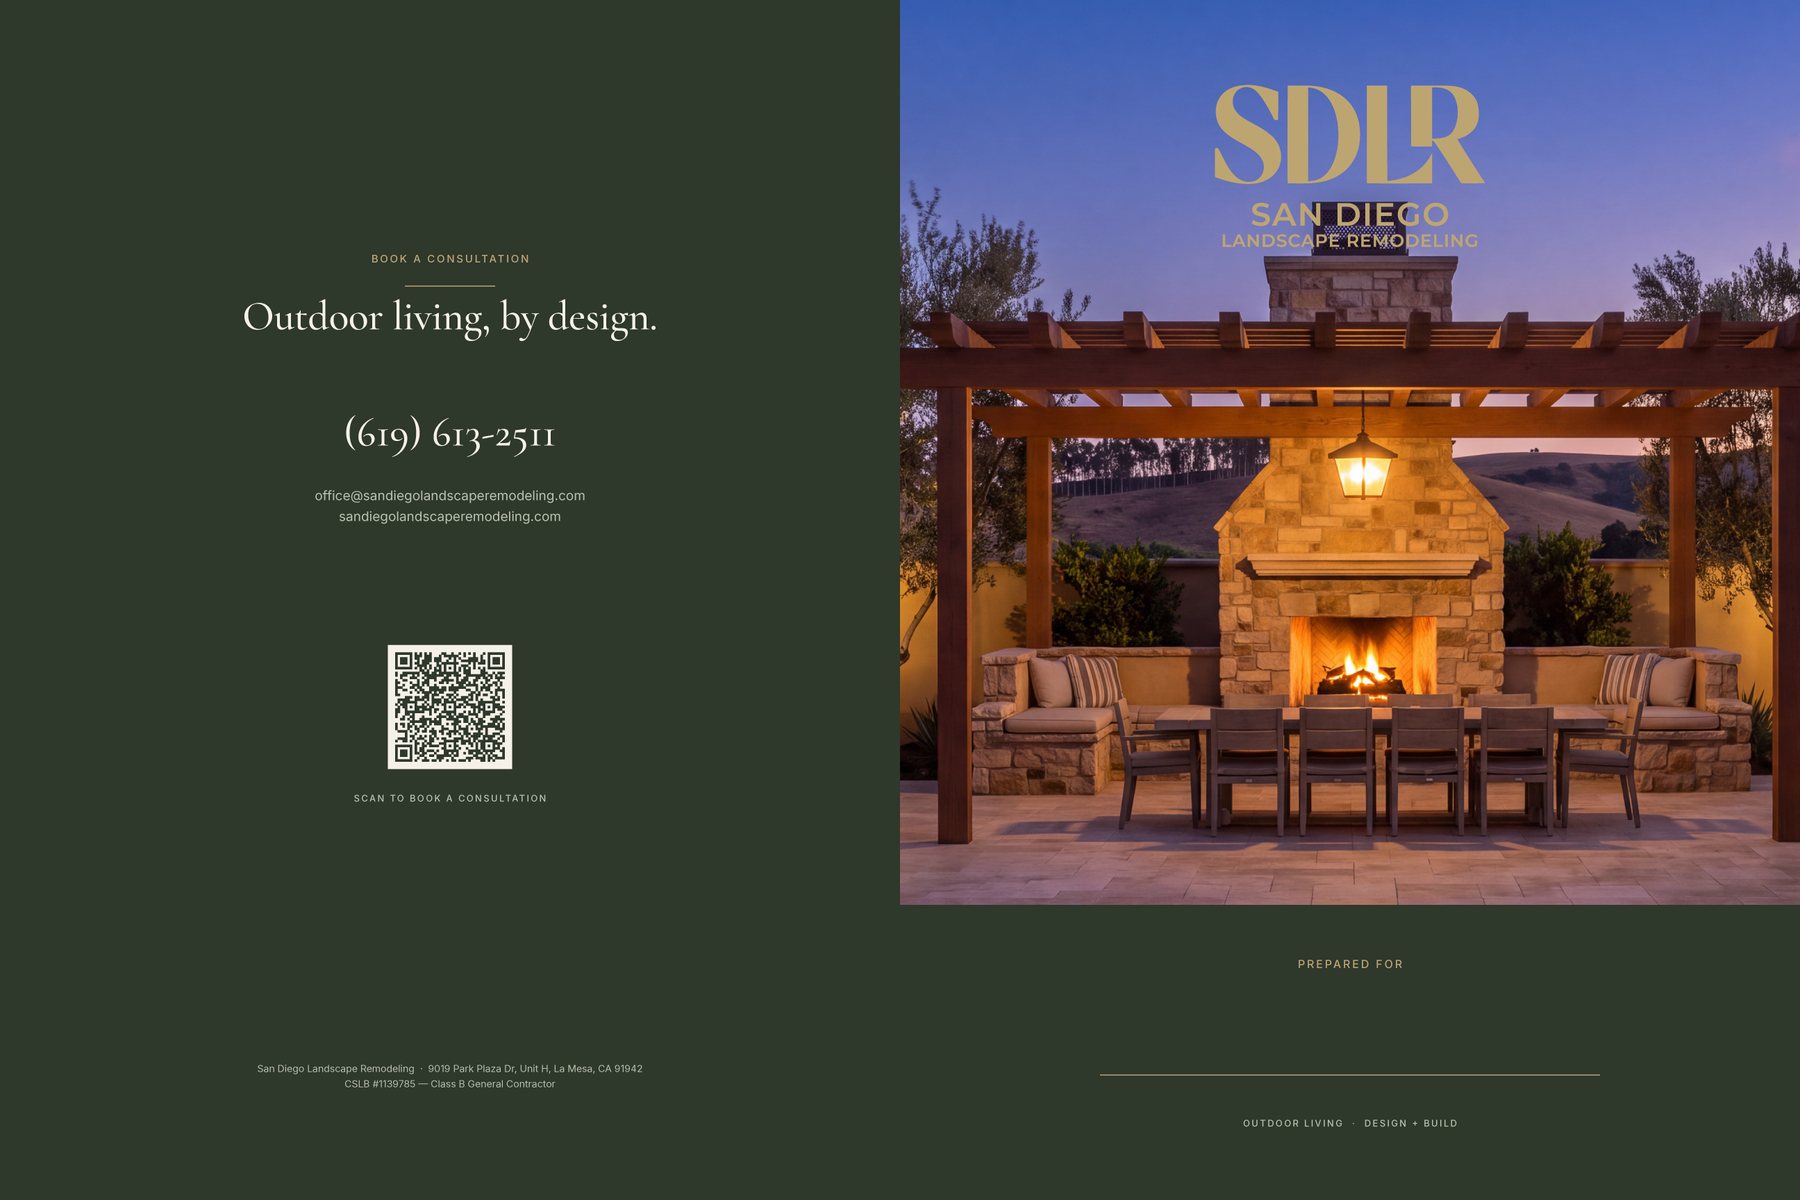 BOOK A CONSULTATION
Outdoor living, by design.
(619) 613-2511
office@sandiegolandscaperemodeling.com
sandiegolandscaperemodeling.com
SCAN TO BOOK A CONSULTATION
San Diego Landscape Remodeling · 9019 Park Plaza Dr, Unit H, La Mesa, CA 91942
CSLB #1139785 — Class B General Contractor
SDLR
SAN DIEGO
LANDSCAPE REMODELING
PREPARED FOR
OUTDOOR LIVING · DESIGN + BUILD